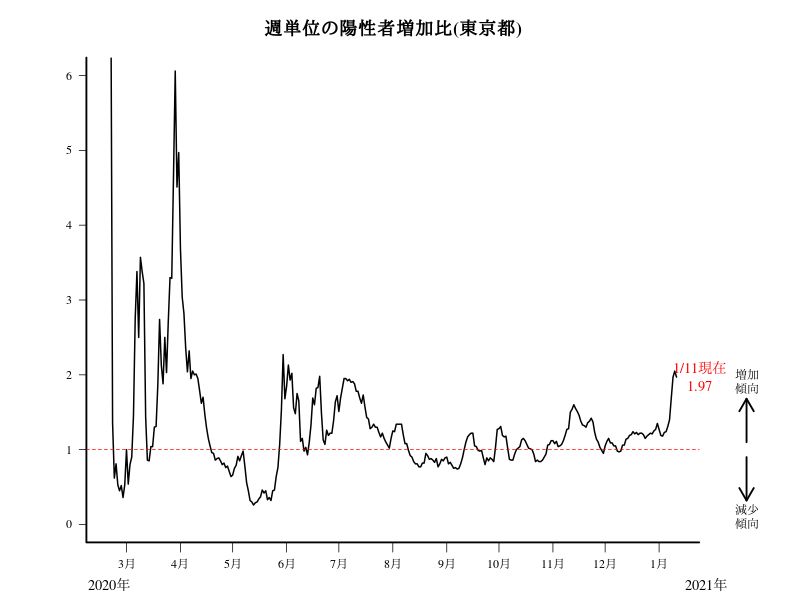 週単位の陽性者増加比(東京都)
6
5
4
3
2
1
0
1/11現在
1.97
増加
傾向
減少
傾向
3月
4月
5月
6月
7月
8月
9月
10月
11月
12月
1月
2020年
2021年